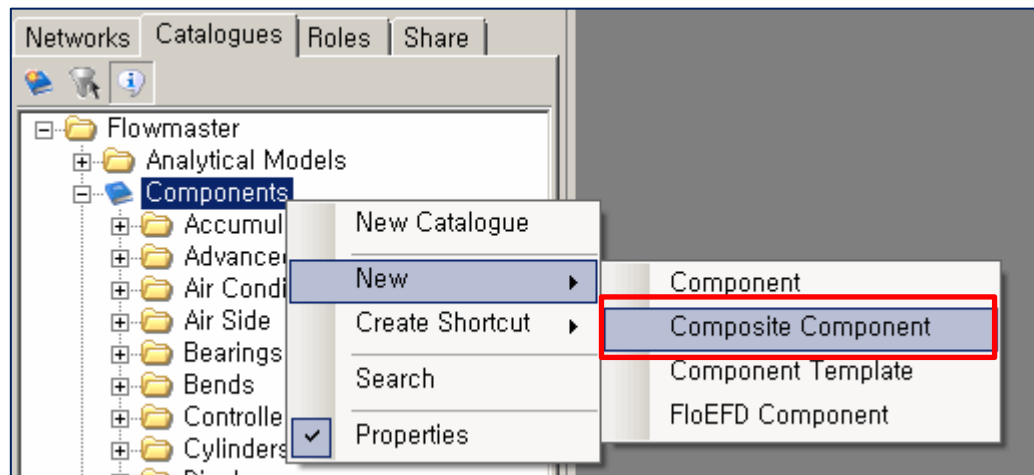 Networks Catalogues Roles Share
Flowmaster
Analytical Models
Components
Accumul
Advance
Air Condi
Air Side
Bearings
Bends
Controlle
Cylinders
New Catalogue
New
Create Shortcut
Search
Properties
Component
Composite Component
Component Template
FloEFD Component